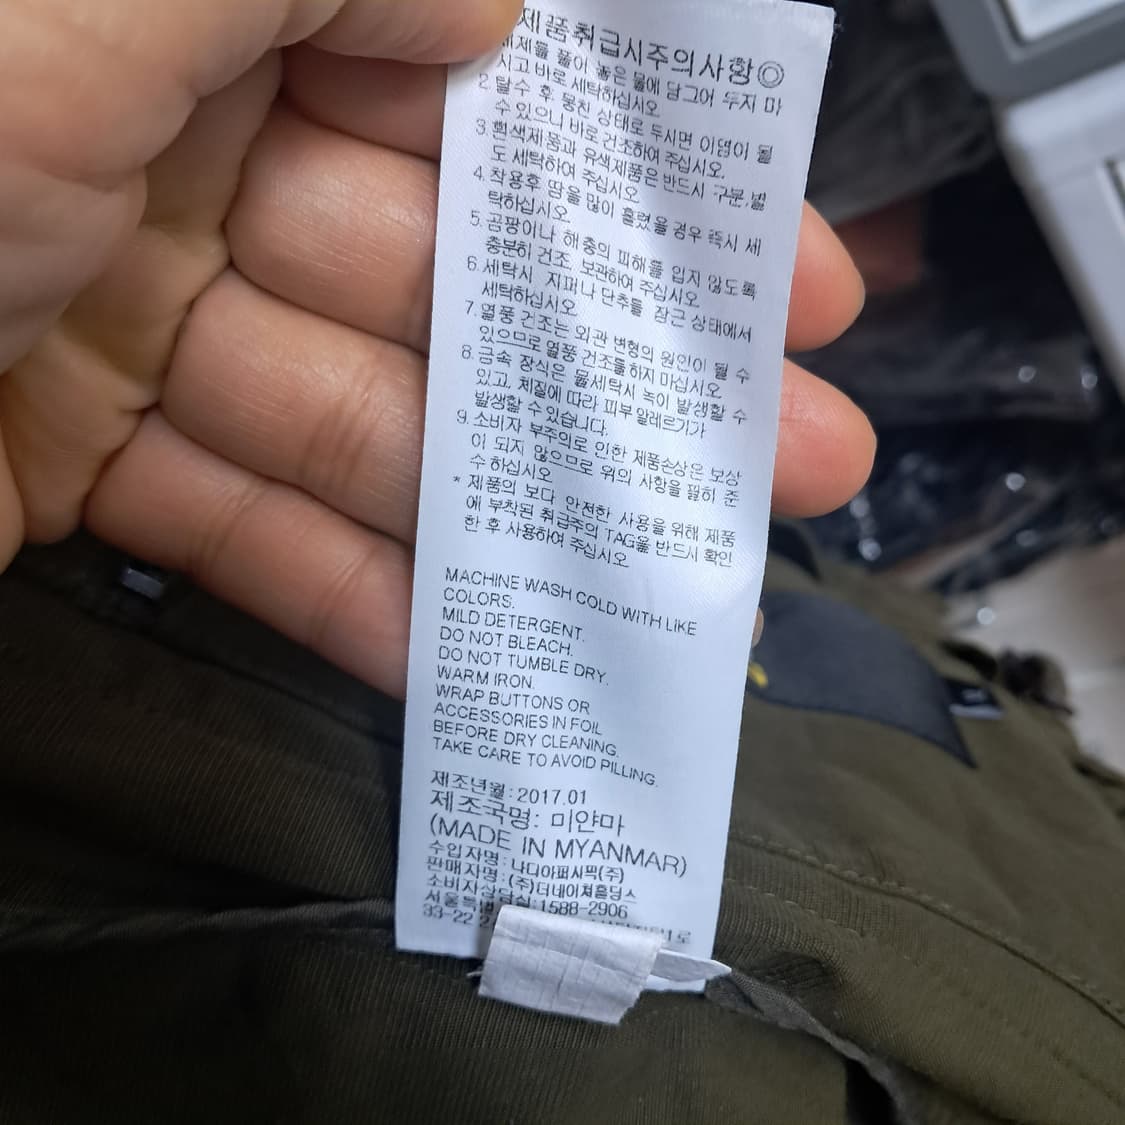 제품취급시주의사항◎
세제를 풀어 놓은 물에 담그어 두지 마
시고 바로 세탁하십시오
2. 탈수 후 뭉친 상태로 두시면 이염이 될
수 있으니 바로 건조하여 주십시오.
3. 흰색제품과 유색제품은 반드시 구분,별
도 세탁하여 주십시오
4. 착용후 땀을 많이 흘렸을 경우 즉시 세
탁하십시오
5. 곰팡이나 해충의 피해를 입지 않도록
충분히 건조, 보관하여 주십시오
6. 세탁시 지퍼나 단추를 잠근 상태에서
세탁하십시오
7. 열풍 건조는 외관 변형의 원인이 될 수
있으므로 열풍 건조를하지 마십시오
8. 금속 장식은 물세탁시 녹이 발생할 수
있고, 체질에 따라 피부 알레르기가
발생할 수 있습니다.
9. 소비자 부주의로 인한 제품손상은 보상
이 되지 않으므로 위의 사항을 필히 준
수 하십시오
* 제품의 보다 안전한 사용을 위해 제품
에 부착된 취급주의 TAG을 반드시 확인
한 후 사용하여 주십시오
MACHINE WASH COLD WITH LIKE
COLORS.
MILD DETERGENT.
DO NOT BLEACH.
DO NOT TUMBLE DRY.
WARM IRON.
WRAP BUTTONS OR
ACCESSORIES IN FOIL
BEFORE DRY CLEANING.
TAKE CARE TO AVOID PILLING.
제조년월:2017.01
제조국명: 미얀마
(MADE IN MYANMAR)
수입자명:나디아퍼시픽(주)
판매자명:(주)더네이쳐홀딩스
소비자상담실:1588-2906
서울특별
33-22